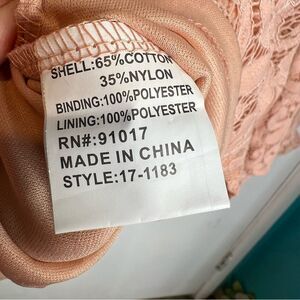 SHELL:65%COTTON
35%NYLON
BINDING:100%POLYESTER
LINING:100%POLYESTER
RN#:91017
MADE IN CHINA
STYLE:17-1183